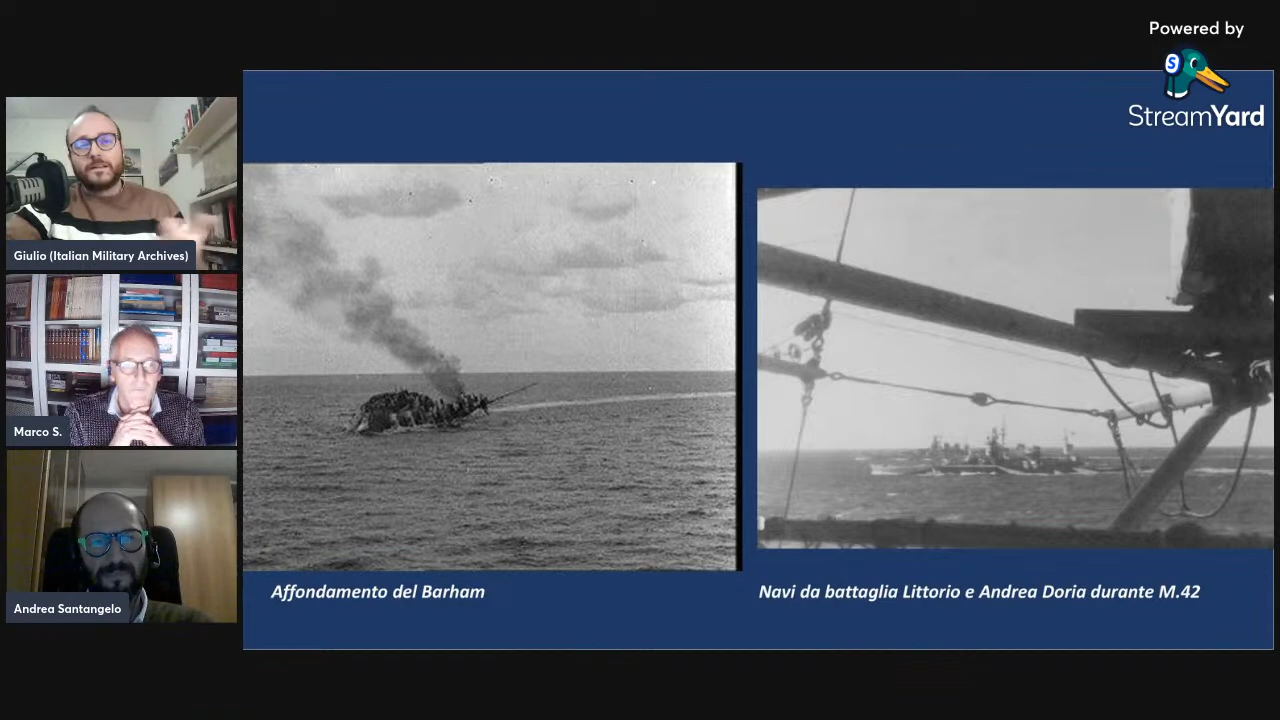 Powered by
S
StreamYard
Giulio (Italian Military Archives)
Marco S.
Andrea Santangelo
Affondamento del Barham
Navi da battaglia Littorio e Andrea Doria durante M.42